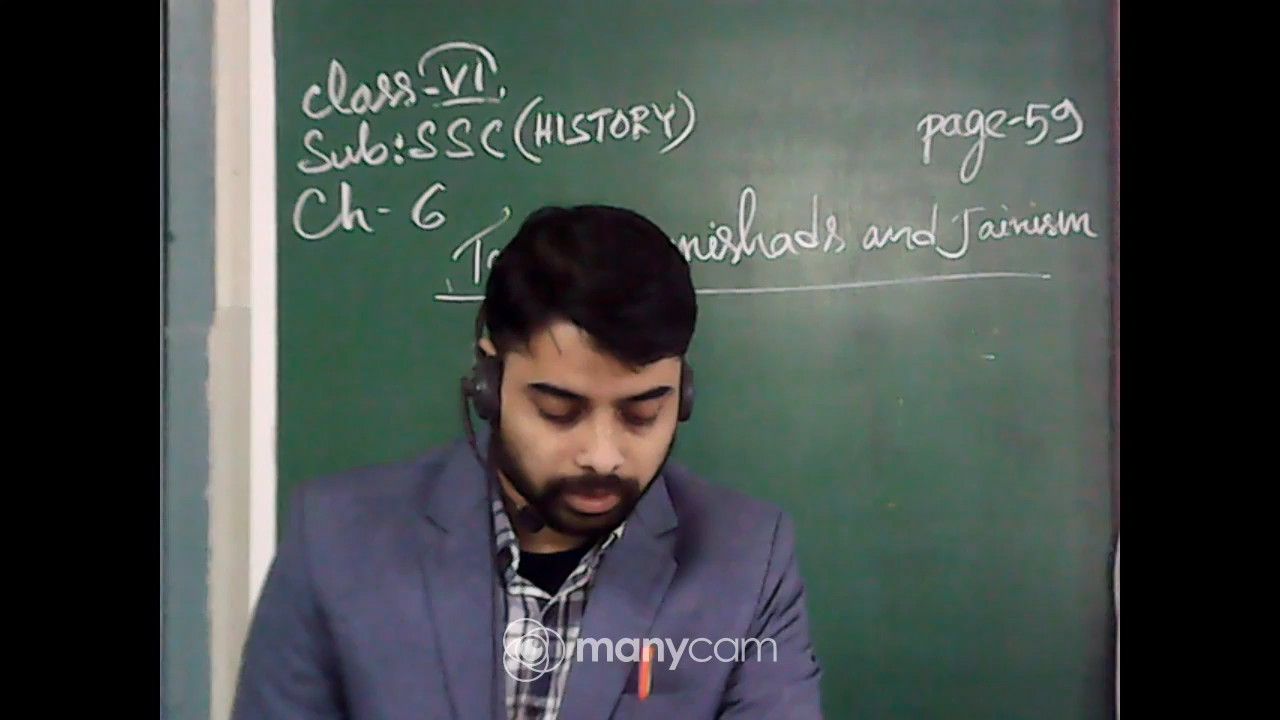 Class-VI.
Sub:SSC(HISTORY)
page-59
Ch-6
nishads and Jainism
manycam